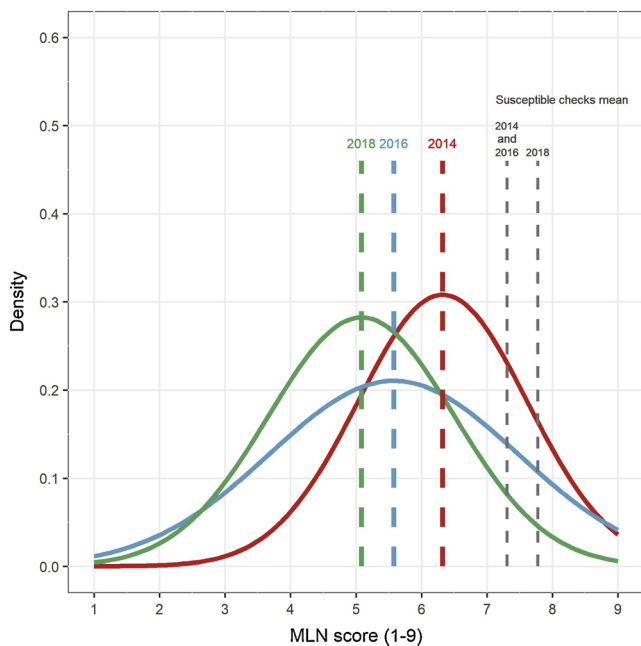 0.6
Susceptible checks mean
0.5
2014
and
2018 2016 2014 2016 2018
0.4
Density
0.3
0.2
0.1
0.0
1 2 3 4 5 6 7 8 9
MLN score (1-9)